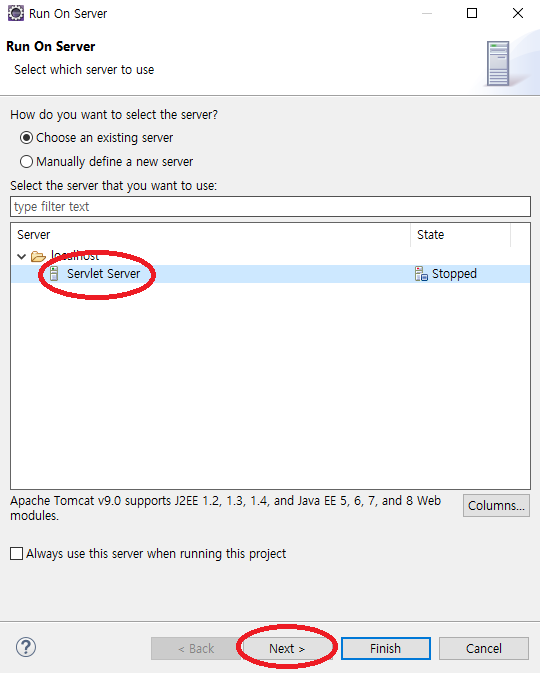 Run On Server
Run On Server
Select which server to use
How do you want to select the server?
Choose an existing server
Manually define a new server
Select the server that you want to use:
type filter text
Server State
localhost
Servlet Server Stopped
Apache Tomcat v9.0 supports J2EE 1.2, 1.3, 1.4, and Java EE 5, 6, 7, and 8 Web
modules.
Columns...
Always use this server when running this project
? < Back Next > Finish Cancel